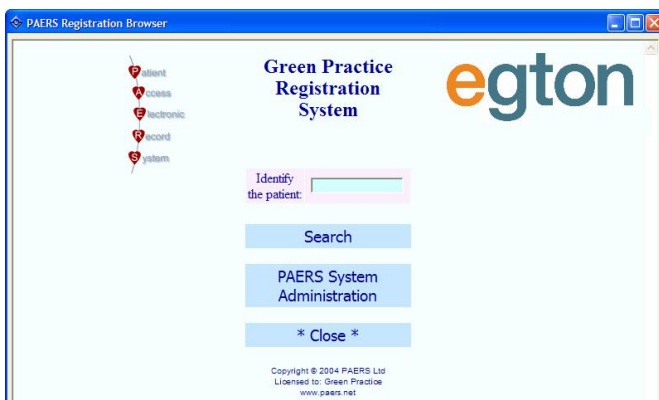 PAERS Registration Browser
Patient
Access
Electronic
Record
System
Green Practice
Registration
System
egton
Identify
the patient:
Search
PAERS System
Administration
* Close *
Copyright © 2004 PAERS Ltd
Licensed to: Green Practice
www.paers.net